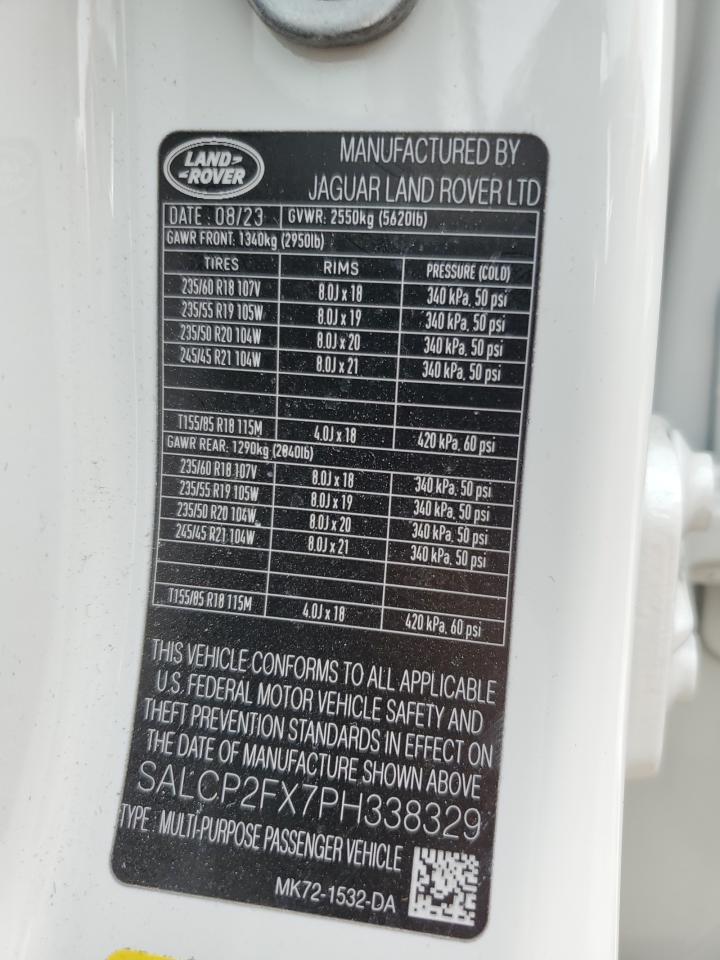 LAND
ROVER
MANUFACTURED BY
JAGUAR LAND ROVER LTD
DATE 08/23 GVWR: 2550kg (5620lb)
GAWR FRONT: 1340kg (2950lb)
TIRES RIMS PRESSURE (COLD)
235/60 R18 107V 8.0J x 18 340 kPa, 50 psi
235/55 R19 105W 8.0J x 19 340 kPa, 50 psi
235/50 R20 104W 8.0J x 20 340 kPa, 50 psi
245/45 R21 104W 8.0J x 21 340 kPa, 50 psi
T155/85 R18 115M 4.0J x 18 420 kPa, 60 psi
GAWR REAR: 1290kg (2840lb)
235/60 R18 107V 8.0J x 18 340 kPa, 50 psi
235/55 R19 105W 8.0J x 19 340 kPa, 50 psi
235/50 R20 104W 8.0J x 20 340 kPa, 50 psi
245/45 R21 104W 8.0J x 21 340 kPa, 50 psi
T155/85 R18 115M 4.0J x 18 420 kPa, 60 psi
THIS VEHICLE CONFORMS TO ALL APPLICABLE
U.S. FEDERAL MOTOR VEHICLE SAFETY AND
THEFT PREVENTION STANDARDS IN EFFECT ON
THE DATE OF MANUFACTURE SHOWN ABOVE
SALCP2FX7PH338329
TYPE: MULTI-PURPOSE PASSENGER VEHICLE
MK72-1532-DA